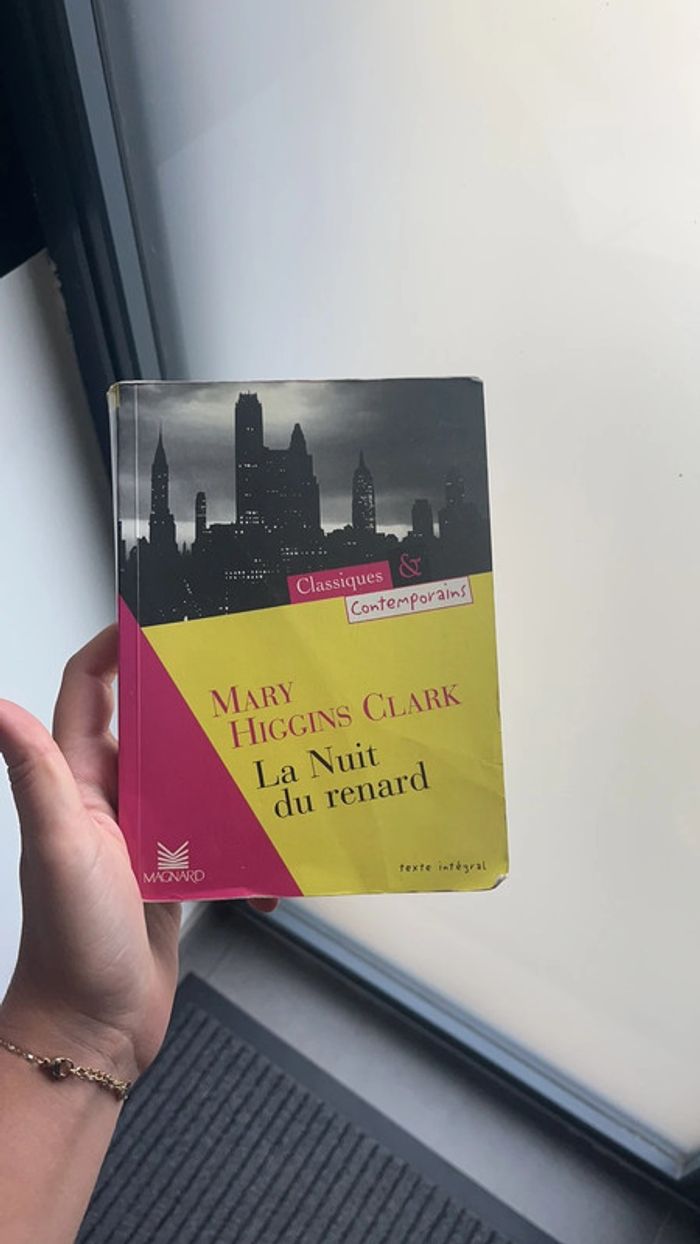 Classiques &
Contemporains
MARY
HIGGINS CLARK
La Nuit
du renard
texte intégral
MAGNARD